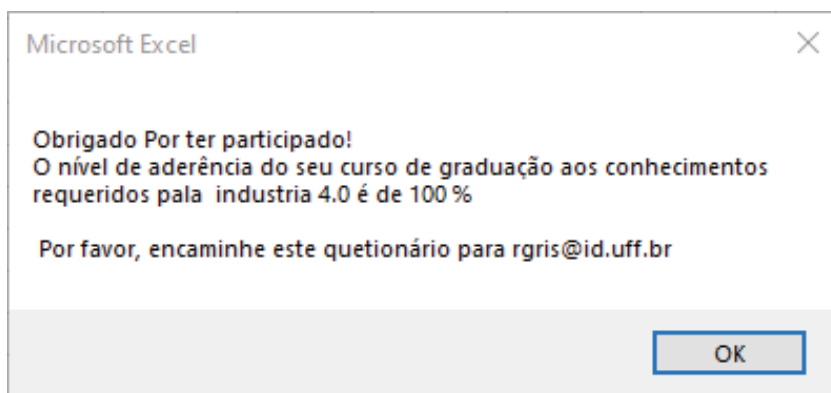 Microsoft Excel
Obrigado Por ter participado!
O nível de aderência do seu curso de graduação aos conhecimentos
requeridos pala  industria 4.0 é de 100 %
Por favor, encaminhe este quetionário para rgris@id.uff.br
OK